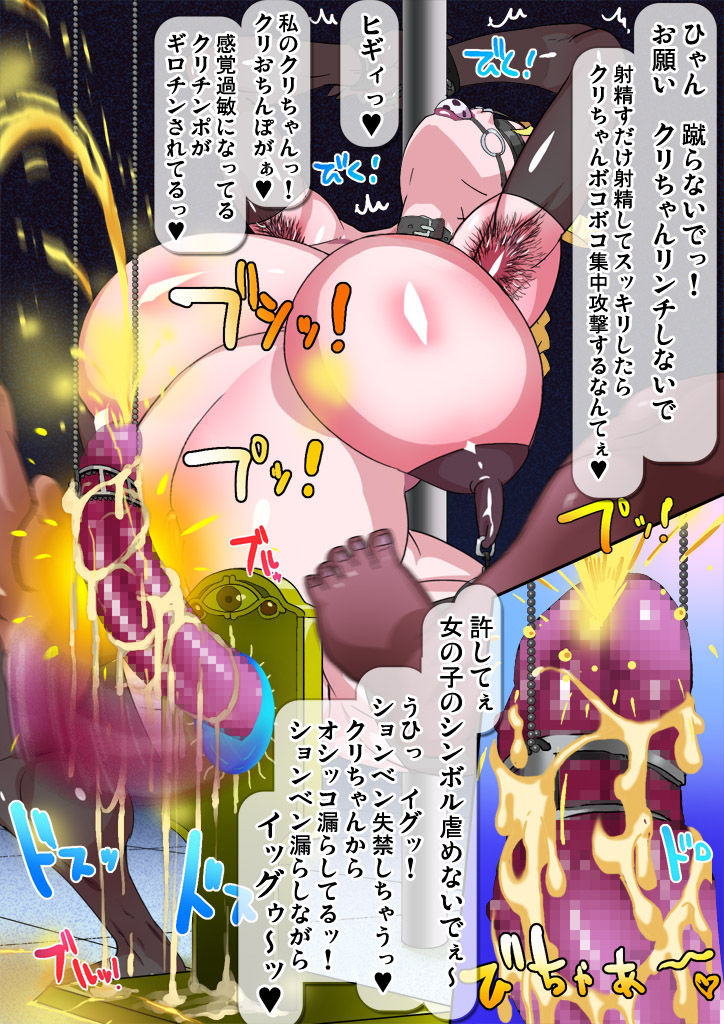 ひゃん 蹴らないでっ!
お願い クリちゃんリンチしないで
射精すだけ射精してスッキリしたら
クリちゃんボコボコ集中攻撃するなんてぇ♥
ヒギィっ♥
私のクリちゃんっ!
クリおちんぽがぁ♥
感覚過敏になってる
クリチンポが
ギロチンされてるっ♥
びく!
びく!
ブンッ!
プッ!
プッ!
ブルッ
許してぇ
女の子のシンボル虐めないでぇ~
うひっ イグッ!
ションベン失禁しちゃうっ♥
クリちゃんから
オシッコ漏らしてるッ!
ションベン漏らしながら
イッグゥ~ッ♥
ドスッ
ドスッ
ブルッ!
ドロ
びちゃあ~♡